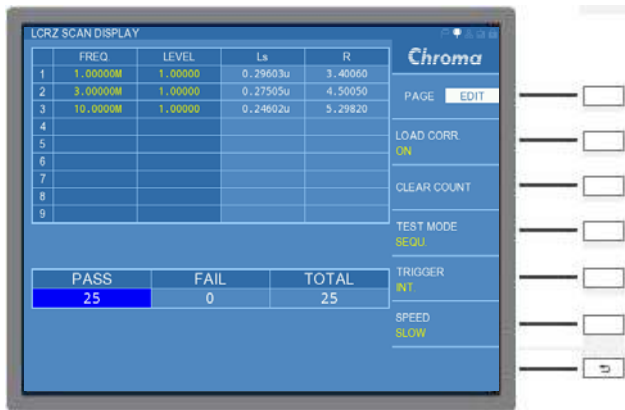 LCRZ SCAN DISPLAY
FREQ. LEVEL Ls R
1 1.00000M 1.00000 0.29603u 3.40060
2 3.00000M 1.00000 0.27505u 4.50050
3 10.0000M 1.00000 0.24602u 5.29820
4
5
6
7
8
9
PASS FAIL TOTAL
25 0 25
Chroma
PAGE EDIT
LOAD CORR.
ON
CLEAR COUNT
TEST MODE
SEQU.
TRIGGER
INT.
SPEED
SLOW